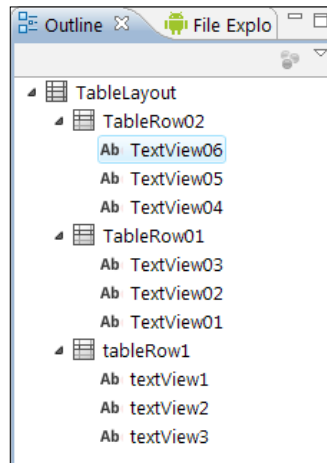 Outline File Explo
TableLayout
TableRow02
Ab TextView06
Ab TextView05
Ab TextView04
TableRow01
Ab TextView03
Ab TextView02
Ab TextView01
tableRow1
Ab textView1
Ab textView2
Ab textView3